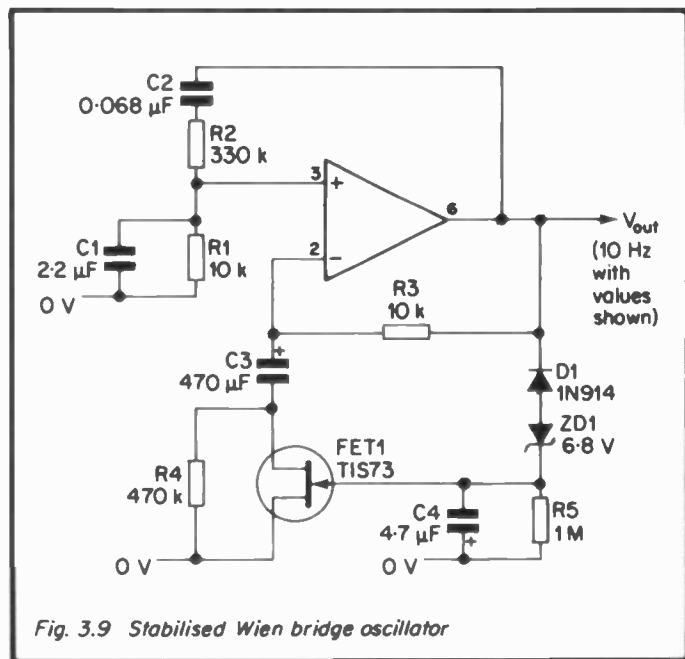 C2
0·068 µF
R2
330 k
3
+
6
V out
(10 Hz
with
values
shown)
C1
2·2 µF
R1
10 k
2
−
0 V
R3
10 k
C3
+
470 µF
D1
1N914
ZD1
6·8 V
FET1
TIS73
R4
470 k
C4
4·7 µF
+
R5
1 M
0 V
0 V
Fig. 3.9 Stabilised Wien bridge oscillator